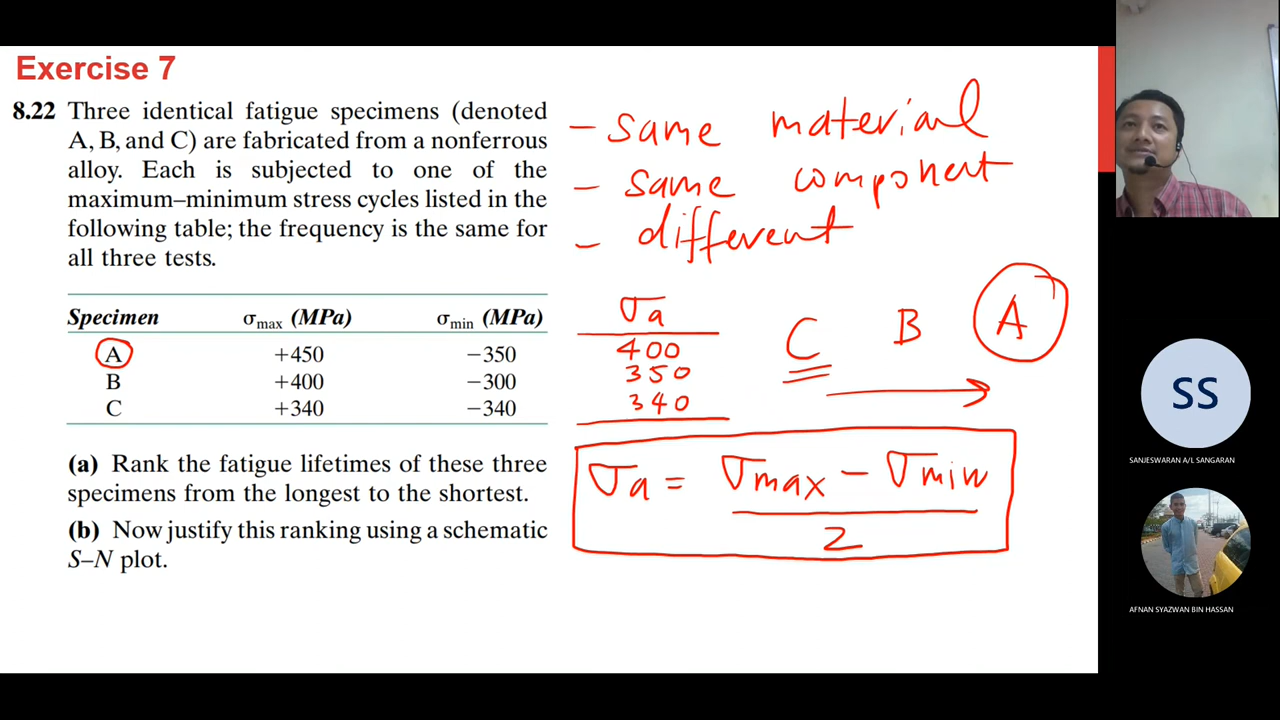 Exercise 7
8.22 Three identical fatigue specimens (denoted
A, B, and C) are fabricated from a nonferrous
alloy. Each is subjected to one of the
maximum–minimum stress cycles listed in the
following table; the frequency is the same for
all three tests.
Specimen σmax (MPa) σmin (MPa)
A +450 −350
B +400 −300
C +340 −340
(a) Rank the fatigue lifetimes of these three
specimens from the longest to the shortest.
(b) Now justify this ranking using a schematic
S–N plot.
- same material
- same component
- different
σa
400
350
340
C B A
σa = σmax − σmin
2
SS
SANJESWARAN A/L SANGARAN
AFNAN SYAZWAN BIN HASSAN